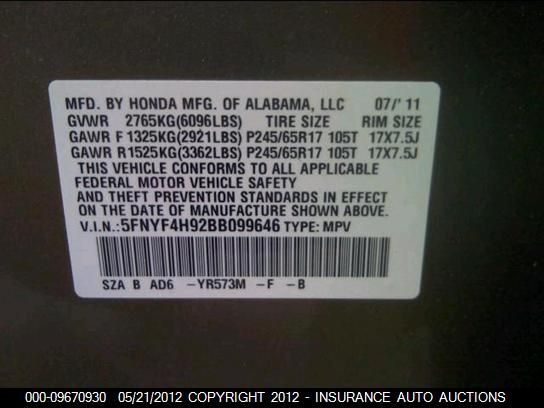 MFD. BY HONDA MFG. OF ALABAMA, LLC 07/'11
GVWR 2765KG(6096LBS) TIRE SIZE RIM SIZE
GAWR F 1325KG(2921LBS) P245/65R17 105T 17X7.5J
GAWR R1525KG(3362LBS) P245/65R17 105T 17X7.5J
THIS VEHICLE CONFORMS TO ALL APPLICABLE
FEDERAL MOTOR VEHICLE SAFETY
AND THEFT PREVENTION STANDARDS IN EFFECT
ON THE DATE OF MANUFACTURE SHOWN ABOVE.
V.I.N.:5FNYF4H92BB099646 TYPE: MPV
SZA B AD6 -YR573M -F -B
000-09670930 05/21/2012 COPYRIGHT 2012 - INSURANCE AUTO AUCTIONS